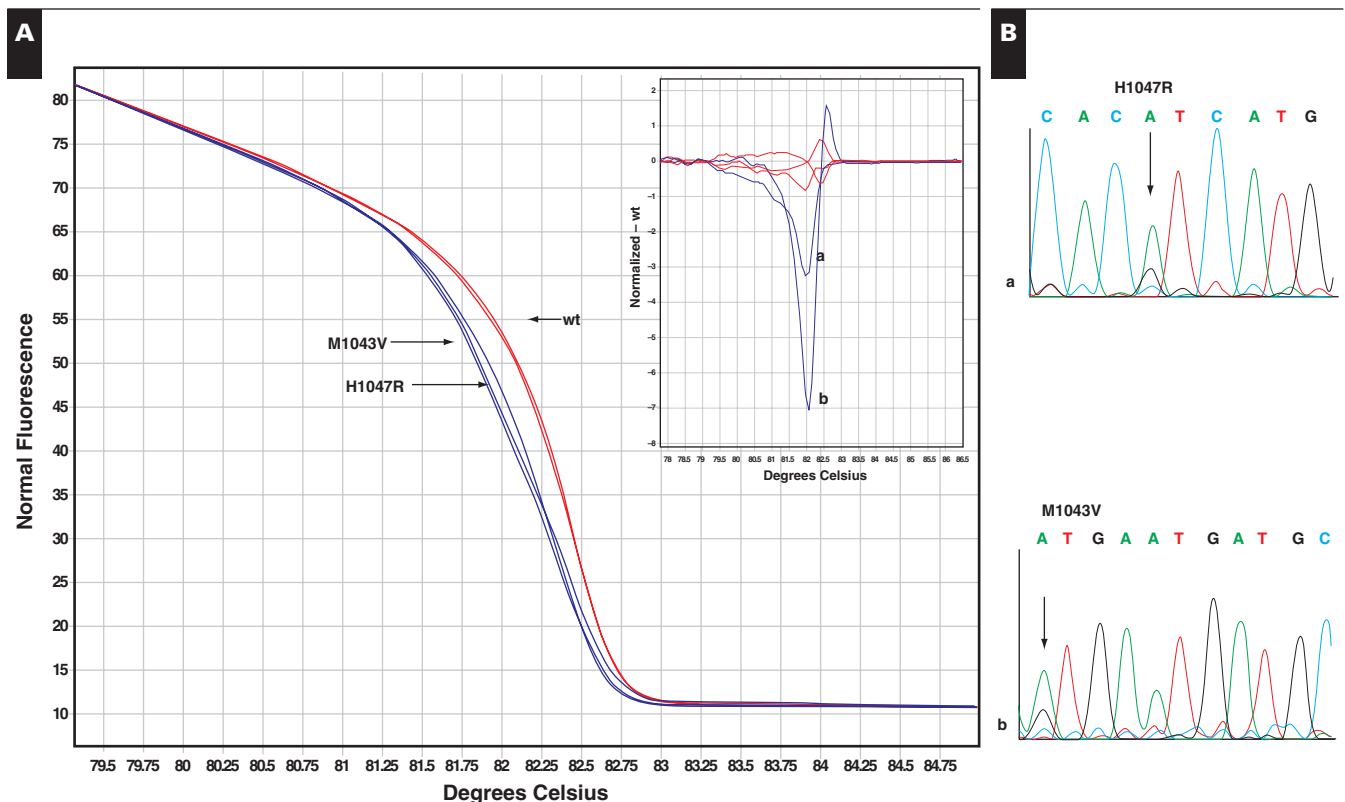 A
Normal Fluorescence
80
75
70
65
60
55
50
45
40
35
30
25
20
15
10
79.5 79.75 80 80.25 80.5 80.75 81 81.25 81.5 81.75 82 82.25 82.5 82.75 83 83.25 83.5 83.75 84 84.25 84.5 84.75
Degrees Celsius
wt
M1043V
H1047R
Normalized – wt
2
1
0
–1
–2
–3
–4
–5
–6
–7
–8
a
b
78 78.5 79 79.5 80 80.5 81 81.5 82 82.5 83 83.5 84 84.5 85 85.5 86 86.5
Degrees Celsius
B
H1047R
C A C A T C A T G
a
M1043V
A T G A A T G A T G C
b